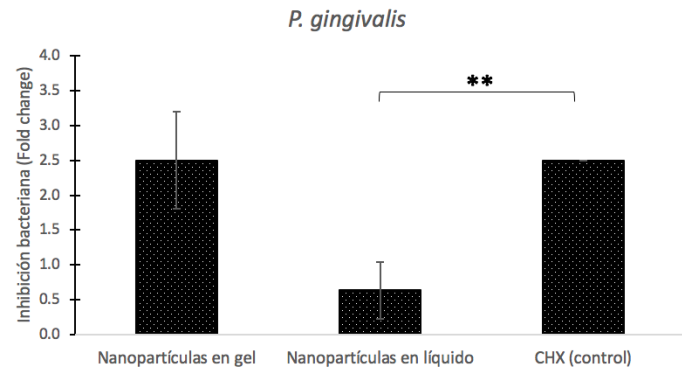 P. gingivalis
Inhibición bacteriana (Fold change)
4.0
3.5
3.0
2.5
2.0
1.5
1.0
0.5
0.0
**
Nanopartículas en gel
Nanopartículas en líquido
CHX (control)